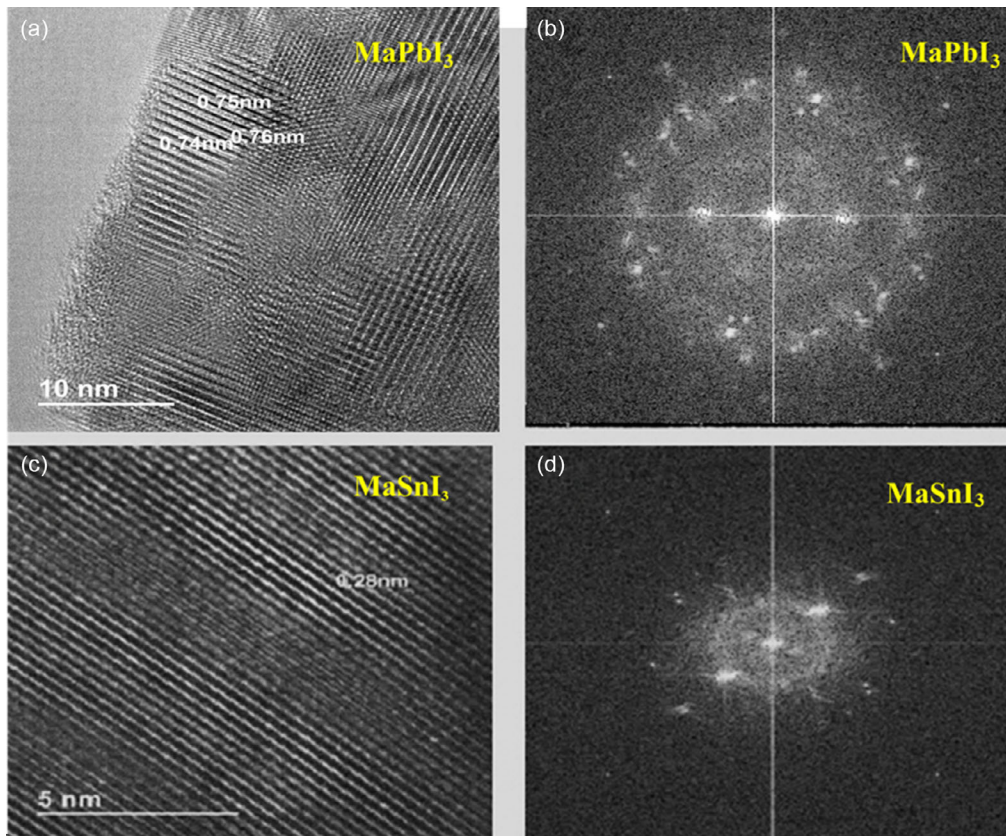 (a)
MaPbI₃
0.75nm
0.74nm 0.76nm
10 nm
(b)
MaPbI₃
(c)
MaSnI₃
0.28nm
5 nm
(d)
MaSnI₃